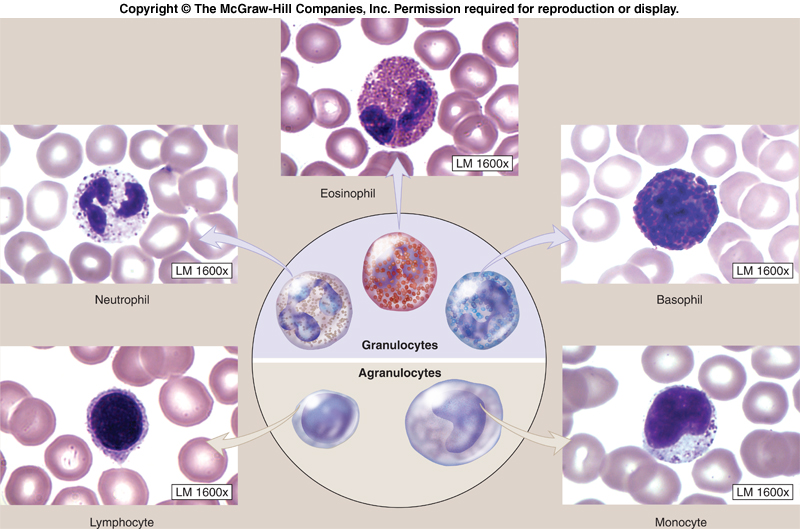 Copyright © The McGraw-Hill Companies, Inc. Permission required for reproduction or display.
LM 1600x
Eosinophil
LM 1600x
Neutrophil
LM 1600x
Basophil
Granulocytes
Agranulocytes
LM 1600x
Lymphocyte
LM 1600x
Monocyte